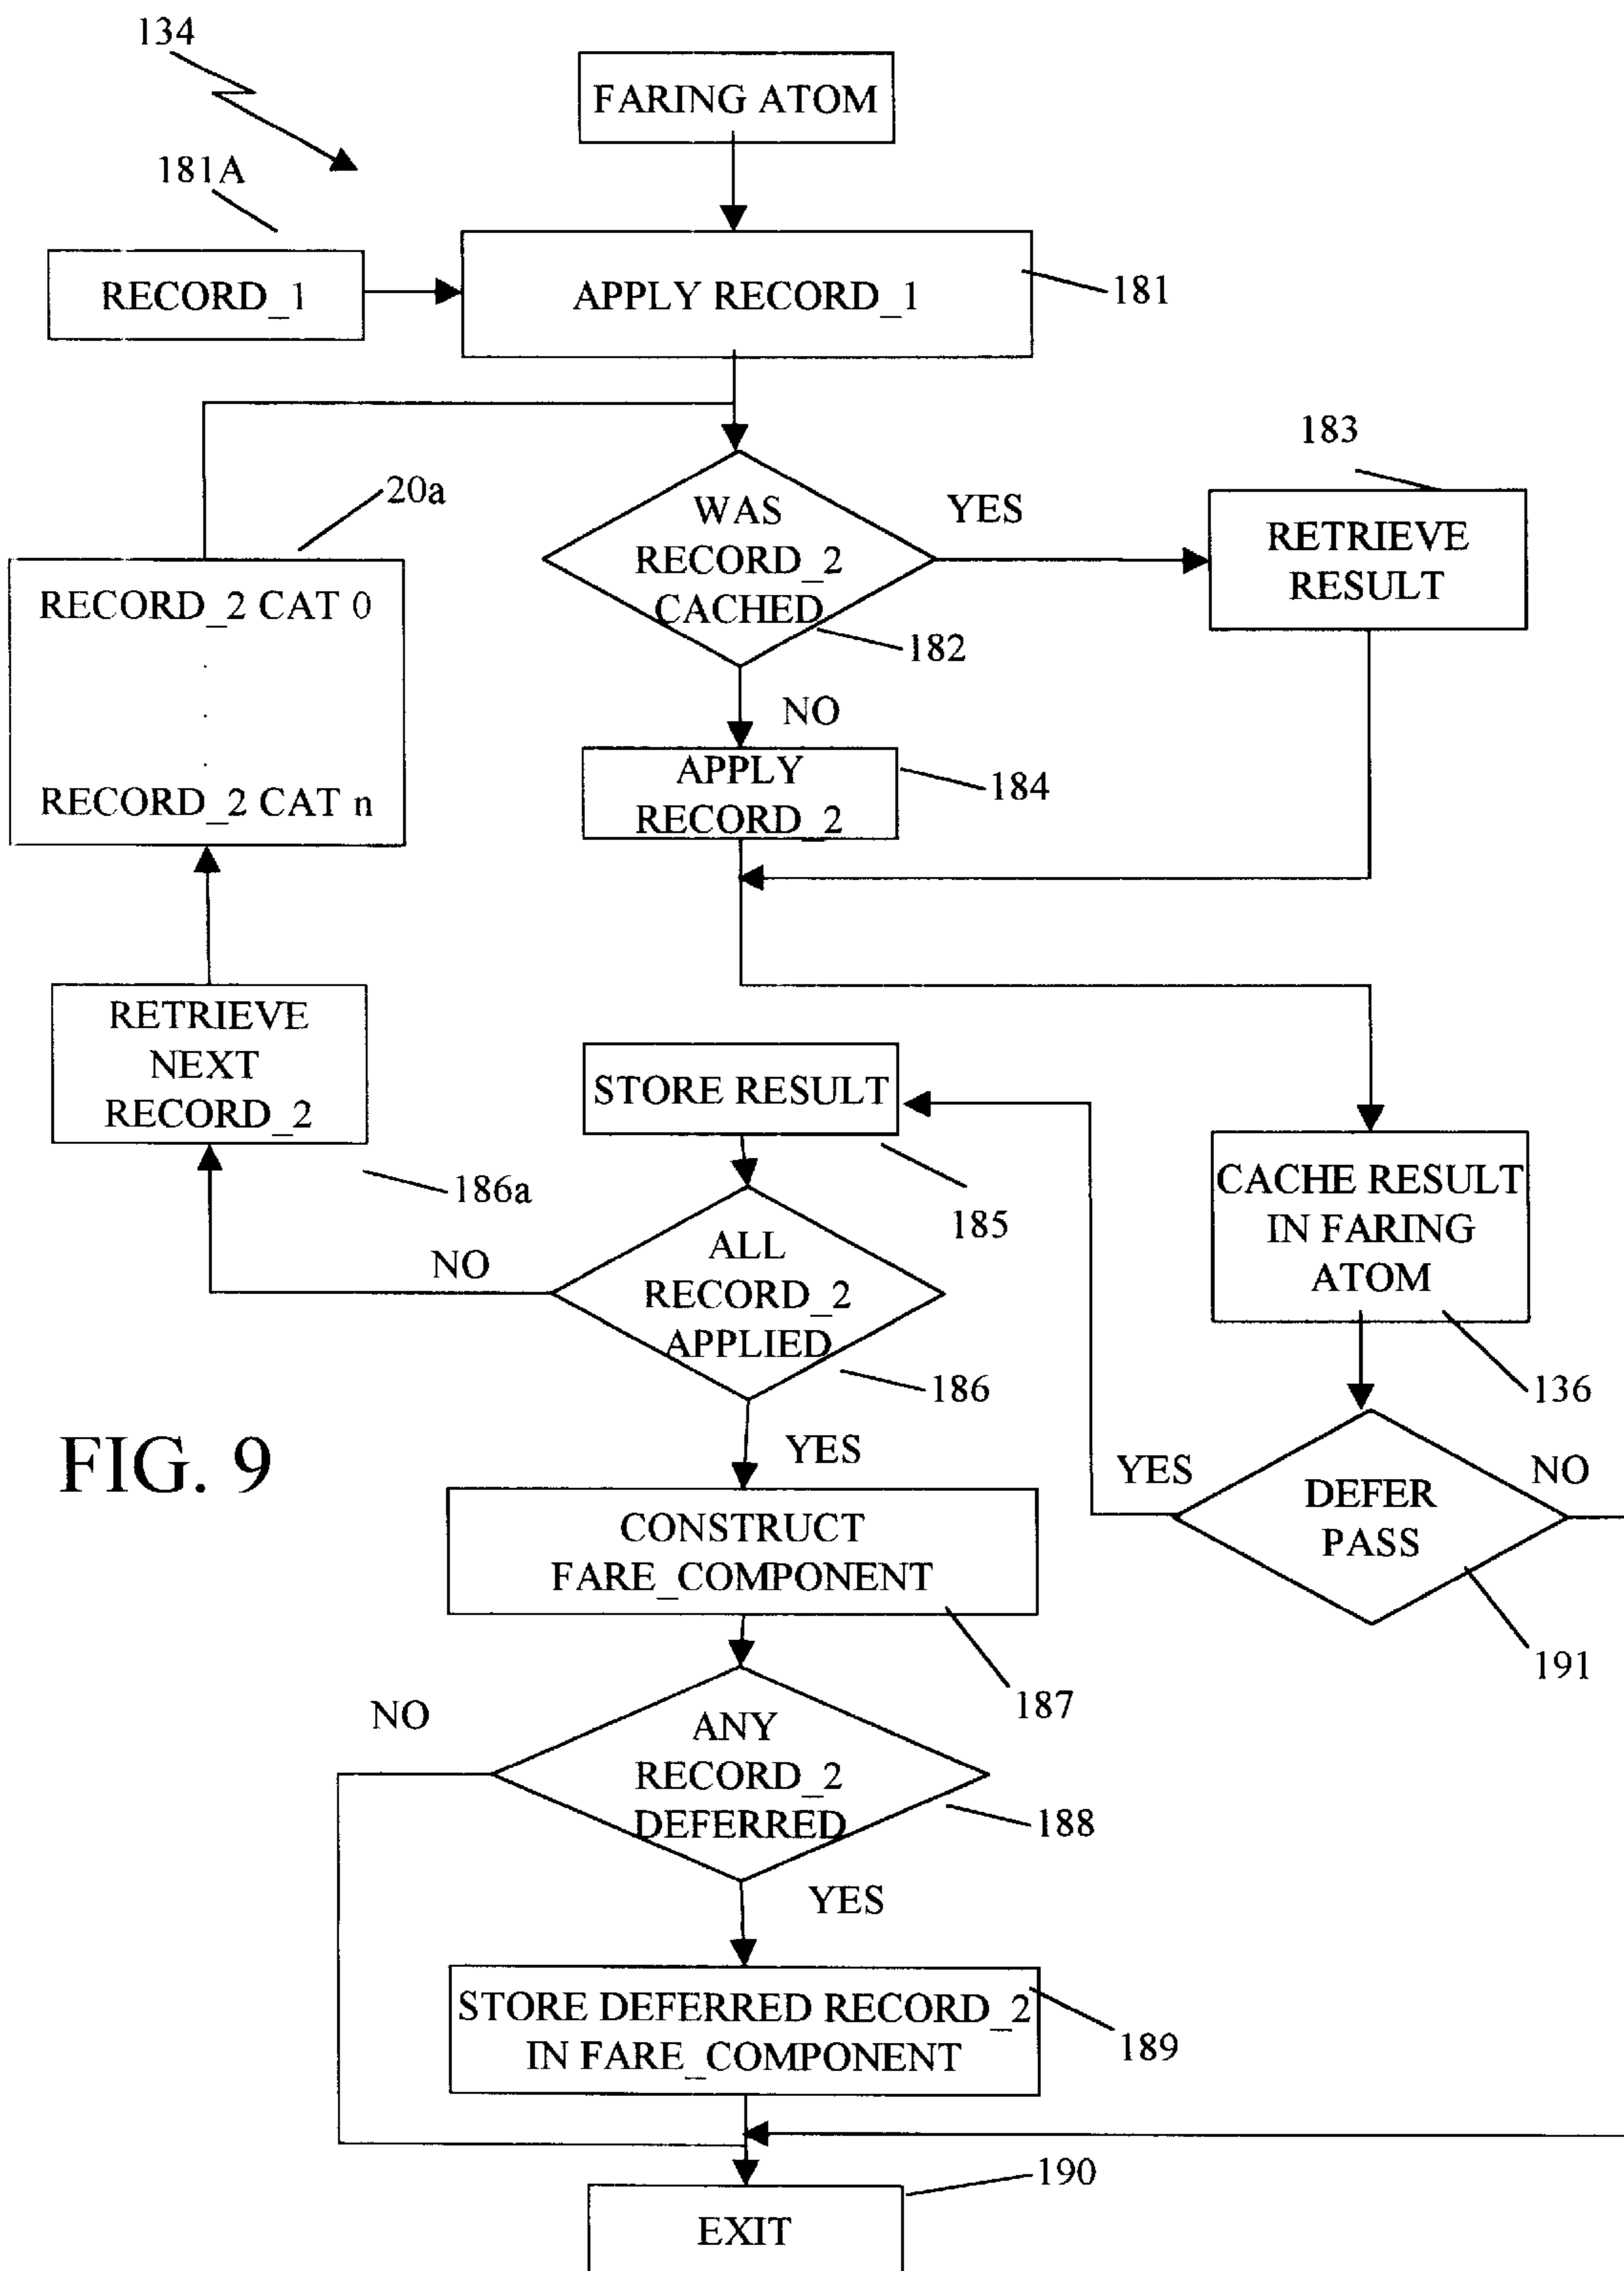 134
FARING ATOM
181A
RECORD_1
APPLY RECORD_1
181
183
20a
WAS
RECORD_2
CACHED
YES
RETRIEVE
RESULT
RECORD_2 CAT 0
.
.
.
RECORD_2 CAT n
182
NO
APPLY
RECORD_2
184
RETRIEVE
NEXT
RECORD_2
STORE RESULT
186a
185
CACHE RESULT
IN FARING
ATOM
NO
ALL
RECORD_2
APPLIED
186
136
FIG. 9
YES
YES
NO
DEFER
PASS
CONSTRUCT
FARE_COMPONENT
191
187
NO
ANY
RECORD_2
DEFERRED
188
YES
STORE DEFERRED RECORD_2
IN FARE_COMPONENT
189
190
EXIT